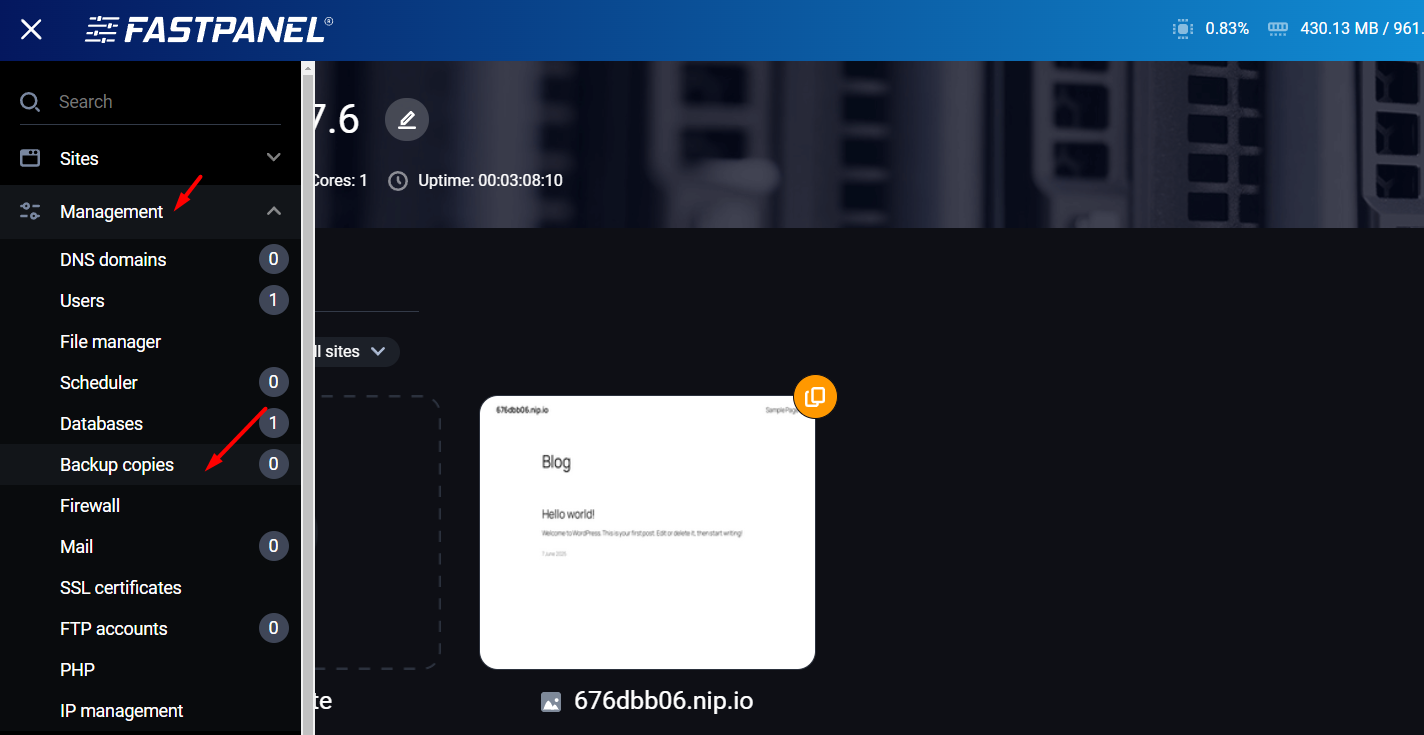 FASTPANEL®
0.83%
430.13 MB / 961.
Search
7.6
Sites
Cores: 1
Uptime: 00:03:08:10
Management
DNS domains 0
Users 1
File manager
ll sites
Scheduler 0
Databases 1
Backup copies 0
Firewall
Mail 0
SSL certificates
FTP accounts 0
PHP
IP management
676dbb06.nip.io
Sample Page
Blog
Hello world!
Welcome to WordPress. This is your first post. Edit or delete it, then start writing!
7 June 2025
te
676dbb06.nip.io